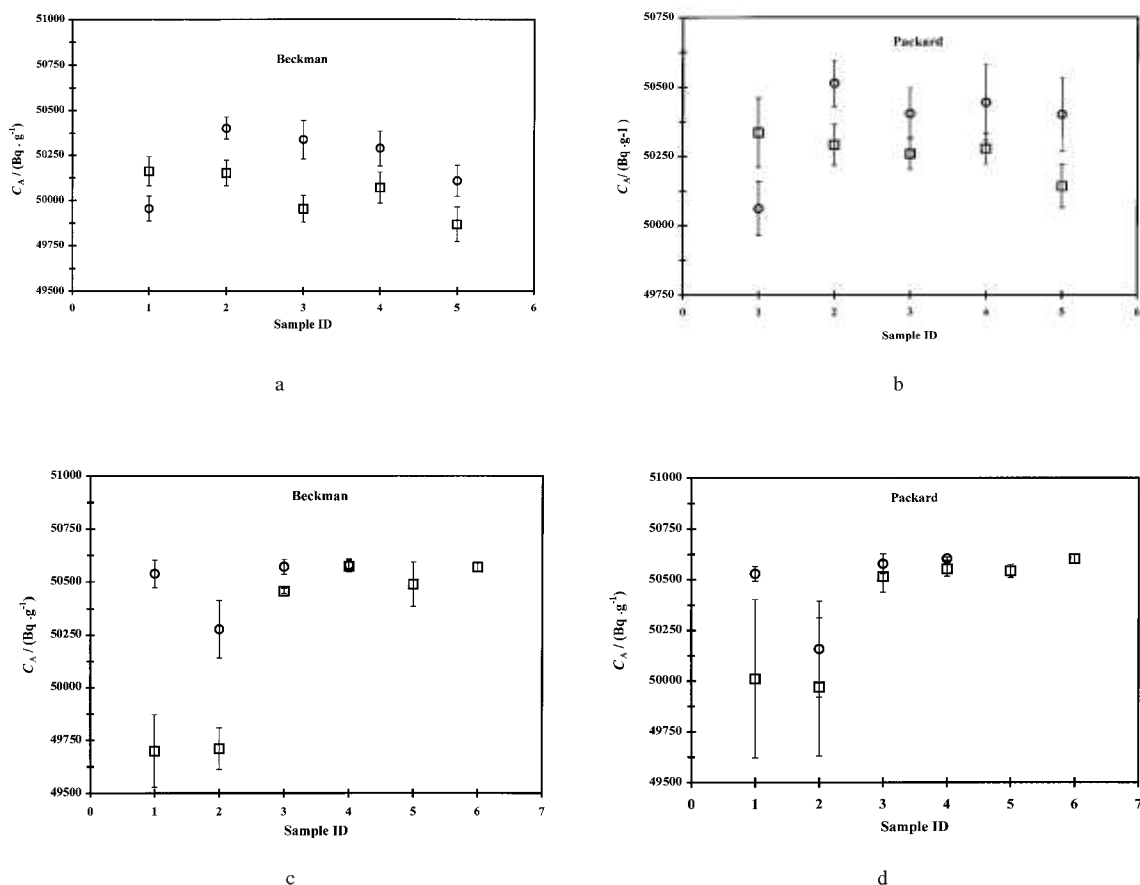 51000
50750
50500
50250
50000
49750
49500
C_A / (Bq ·g⁻¹)
Beckman
0 1 2 3 4 5 6
Sample ID
a
50750
50500
50250
50000
49750
C_A / (Bq ·g-1 )
Packard
0 1 2 3 4 5 6
Sample ID
b
51000
50750
50500
50250
50000
49750
49500
C_A / (Bq ·g⁻¹)
Beckman
0 1 2 3 4 5 6 7
Sample ID
c
51000
50750
50500
50250
50000
49750
49500
C_A / (Bq ·g⁻¹)
Packard
0 1 2 3 4 5 6 7
Sample ID
d